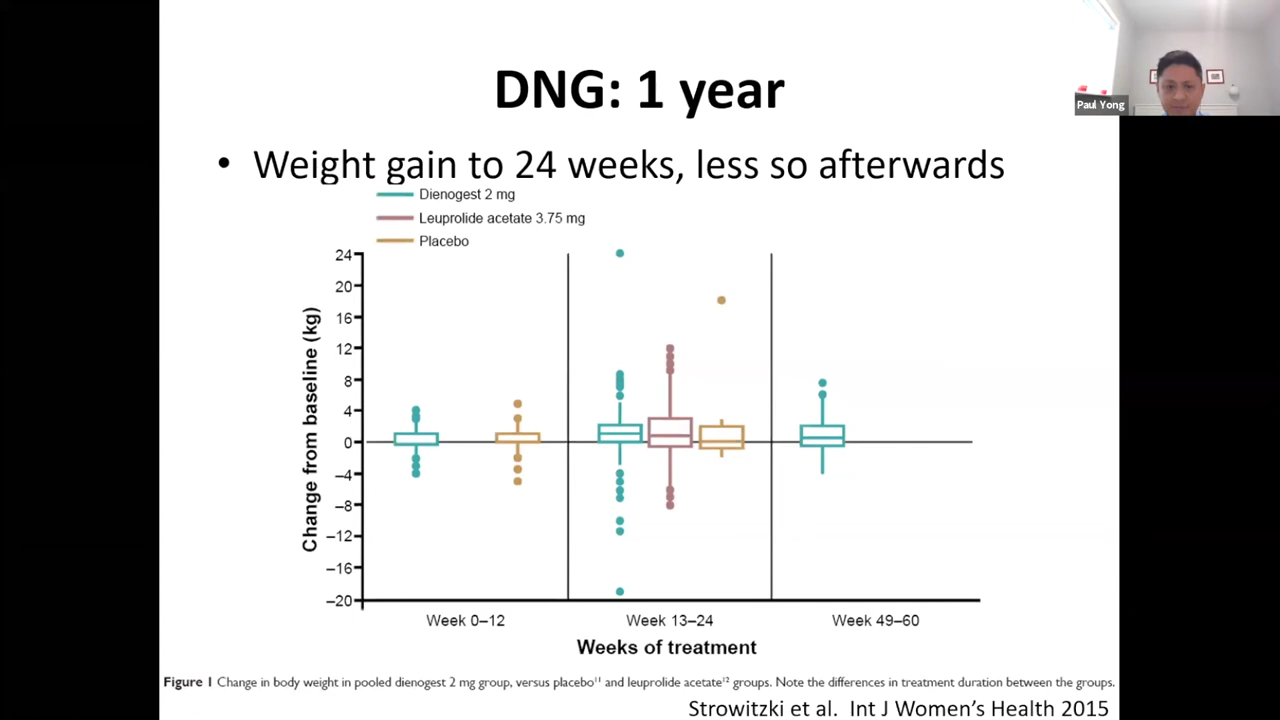 DNG: 1 year
Paul Yong
• Weight gain to 24 weeks, less so afterwards
Dienogest 2 mg
Leuprolide acetate 3.75 mg
Placebo
Change from baseline (kg)
24
20
16
12
8
4
0
–4
–8
–12
–16
–20
Week 0–12
Week 13–24
Week 49–60
Weeks of treatment
Figure 1 Change in body weight in pooled dienogest 2 mg group, versus placebo¹¹ and leuprolide acetate¹² groups. Note the differences in treatment duration between the groups.
Strowitzki et al. Int J Women’s Health 2015